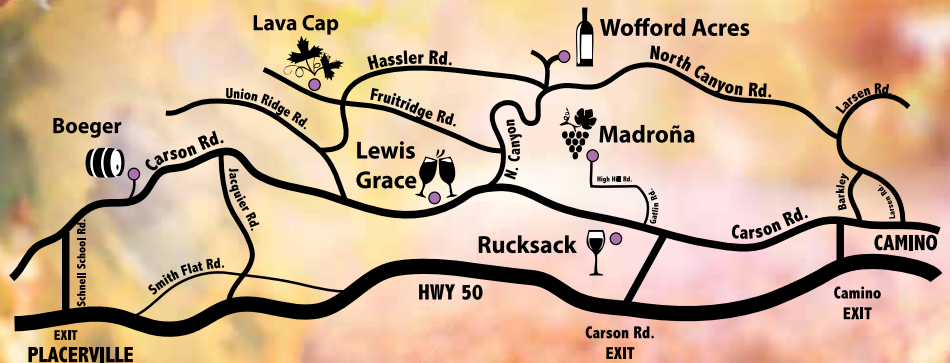 Lava Cap
Wofford Acres
Hassler Rd.
North Canyon Rd.
Union Ridge Rd.
Fruitridge Rd.
Larsen Rd.
Boeger
Carson Rd.
Lewis
Grace
N. Canyon
Madroña
High Hill Rd.
Jacquier Rd.
Gatlin Rd.
Barkley
Larsen Rd.
Schnell School Rd.
Rucksack
Carson Rd.
CAMINO
Smith Flat Rd.
HWY 50
Camino
EXIT
EXIT
PLACERVILLE
Carson Rd.
EXIT